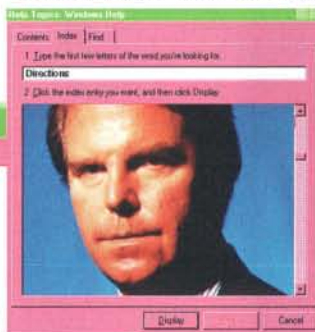 Help Topics: Windows Help
Contents Index Find
1 Type the first few letters of the word you're looking for.
Directions
2 Click the index entry you want, and then click Display.
Display Cancel